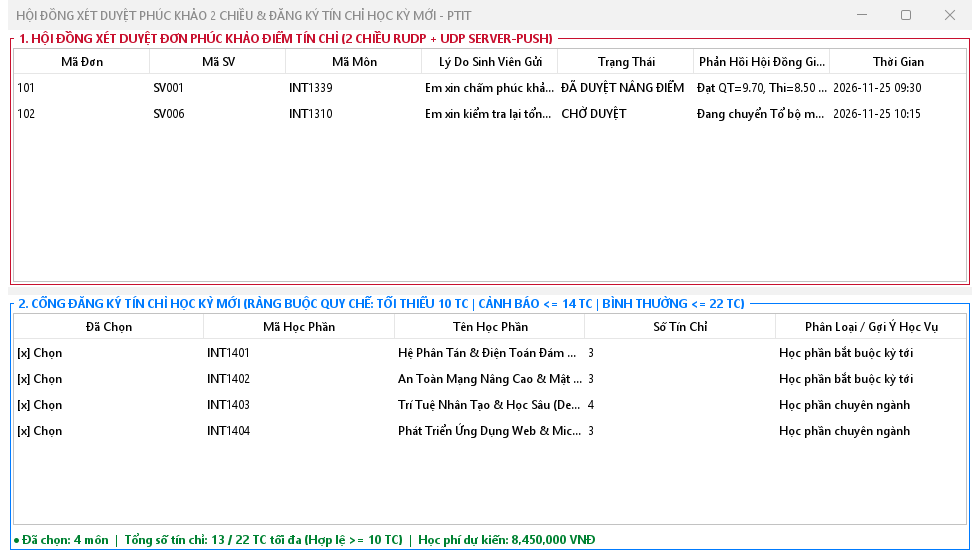 HỘI ĐỒNG XÉT DUYỆT PHÚC KHẢO 2 CHIỀU & ĐĂNG KÝ TÍN CHỈ HỌC KỲ MỚI - PTIT
1. HỘI ĐỒNG XÉT DUYỆT ĐƠN PHÚC KHẢO ĐIỂM TÍN CHỈ (2 CHIỀU RUDP + UDP SERVER-PUSH)
Mã Đơn Mã SV Mã Môn Lý Do Sinh Viên Gửi Trạng Thái Phản Hồi Hội Đồng Gi... Thời Gian
101 SV001 INT1339 Em xin chấm phúc khả... ĐÃ DUYỆT NÂNG ĐIỂM Đạt QT=9.70, Thi=8.50 ... 2026-11-25 09:30
102 SV006 INT1310 Em xin kiểm tra lại tổn... CHỜ DUYỆT Đang chuyển Tổ bộ m... 2026-11-25 10:15
2. CỔNG ĐĂNG KÝ TÍN CHỈ HỌC KỲ MỚI (RÀNG BUỘC QUY CHẾ: TỐI THIỂU 10 TC | CẢNH BÁO <= 14 TC | BÌNH THƯỜNG <= 22 TC)
Đã Chọn Mã Học Phần Tên Học Phần Số Tín Chỉ Phân Loại / Gợi Ý Học Vụ
[x] Chọn INT1401 Hệ Phân Tán & Điện Toán Đám ... 3 Học phần bắt buộc kỳ tới
[x] Chọn INT1402 An Toàn Mạng Nâng Cao & Mật ... 3 Học phần bắt buộc kỳ tới
[x] Chọn INT1403 Trí Tuệ Nhân Tạo & Học Sâu (De... 4 Học phần chuyên ngành
[x] Chọn INT1404 Phát Triển Ứng Dụng Web & Mic... 3 Học phần chuyên ngành
• Đã chọn: 4 môn | Tổng số tín chỉ: 13 / 22 TC tối đa (Hợp lệ >= 10 TC) | Học phí dự kiến: 8,450,000 VNĐ